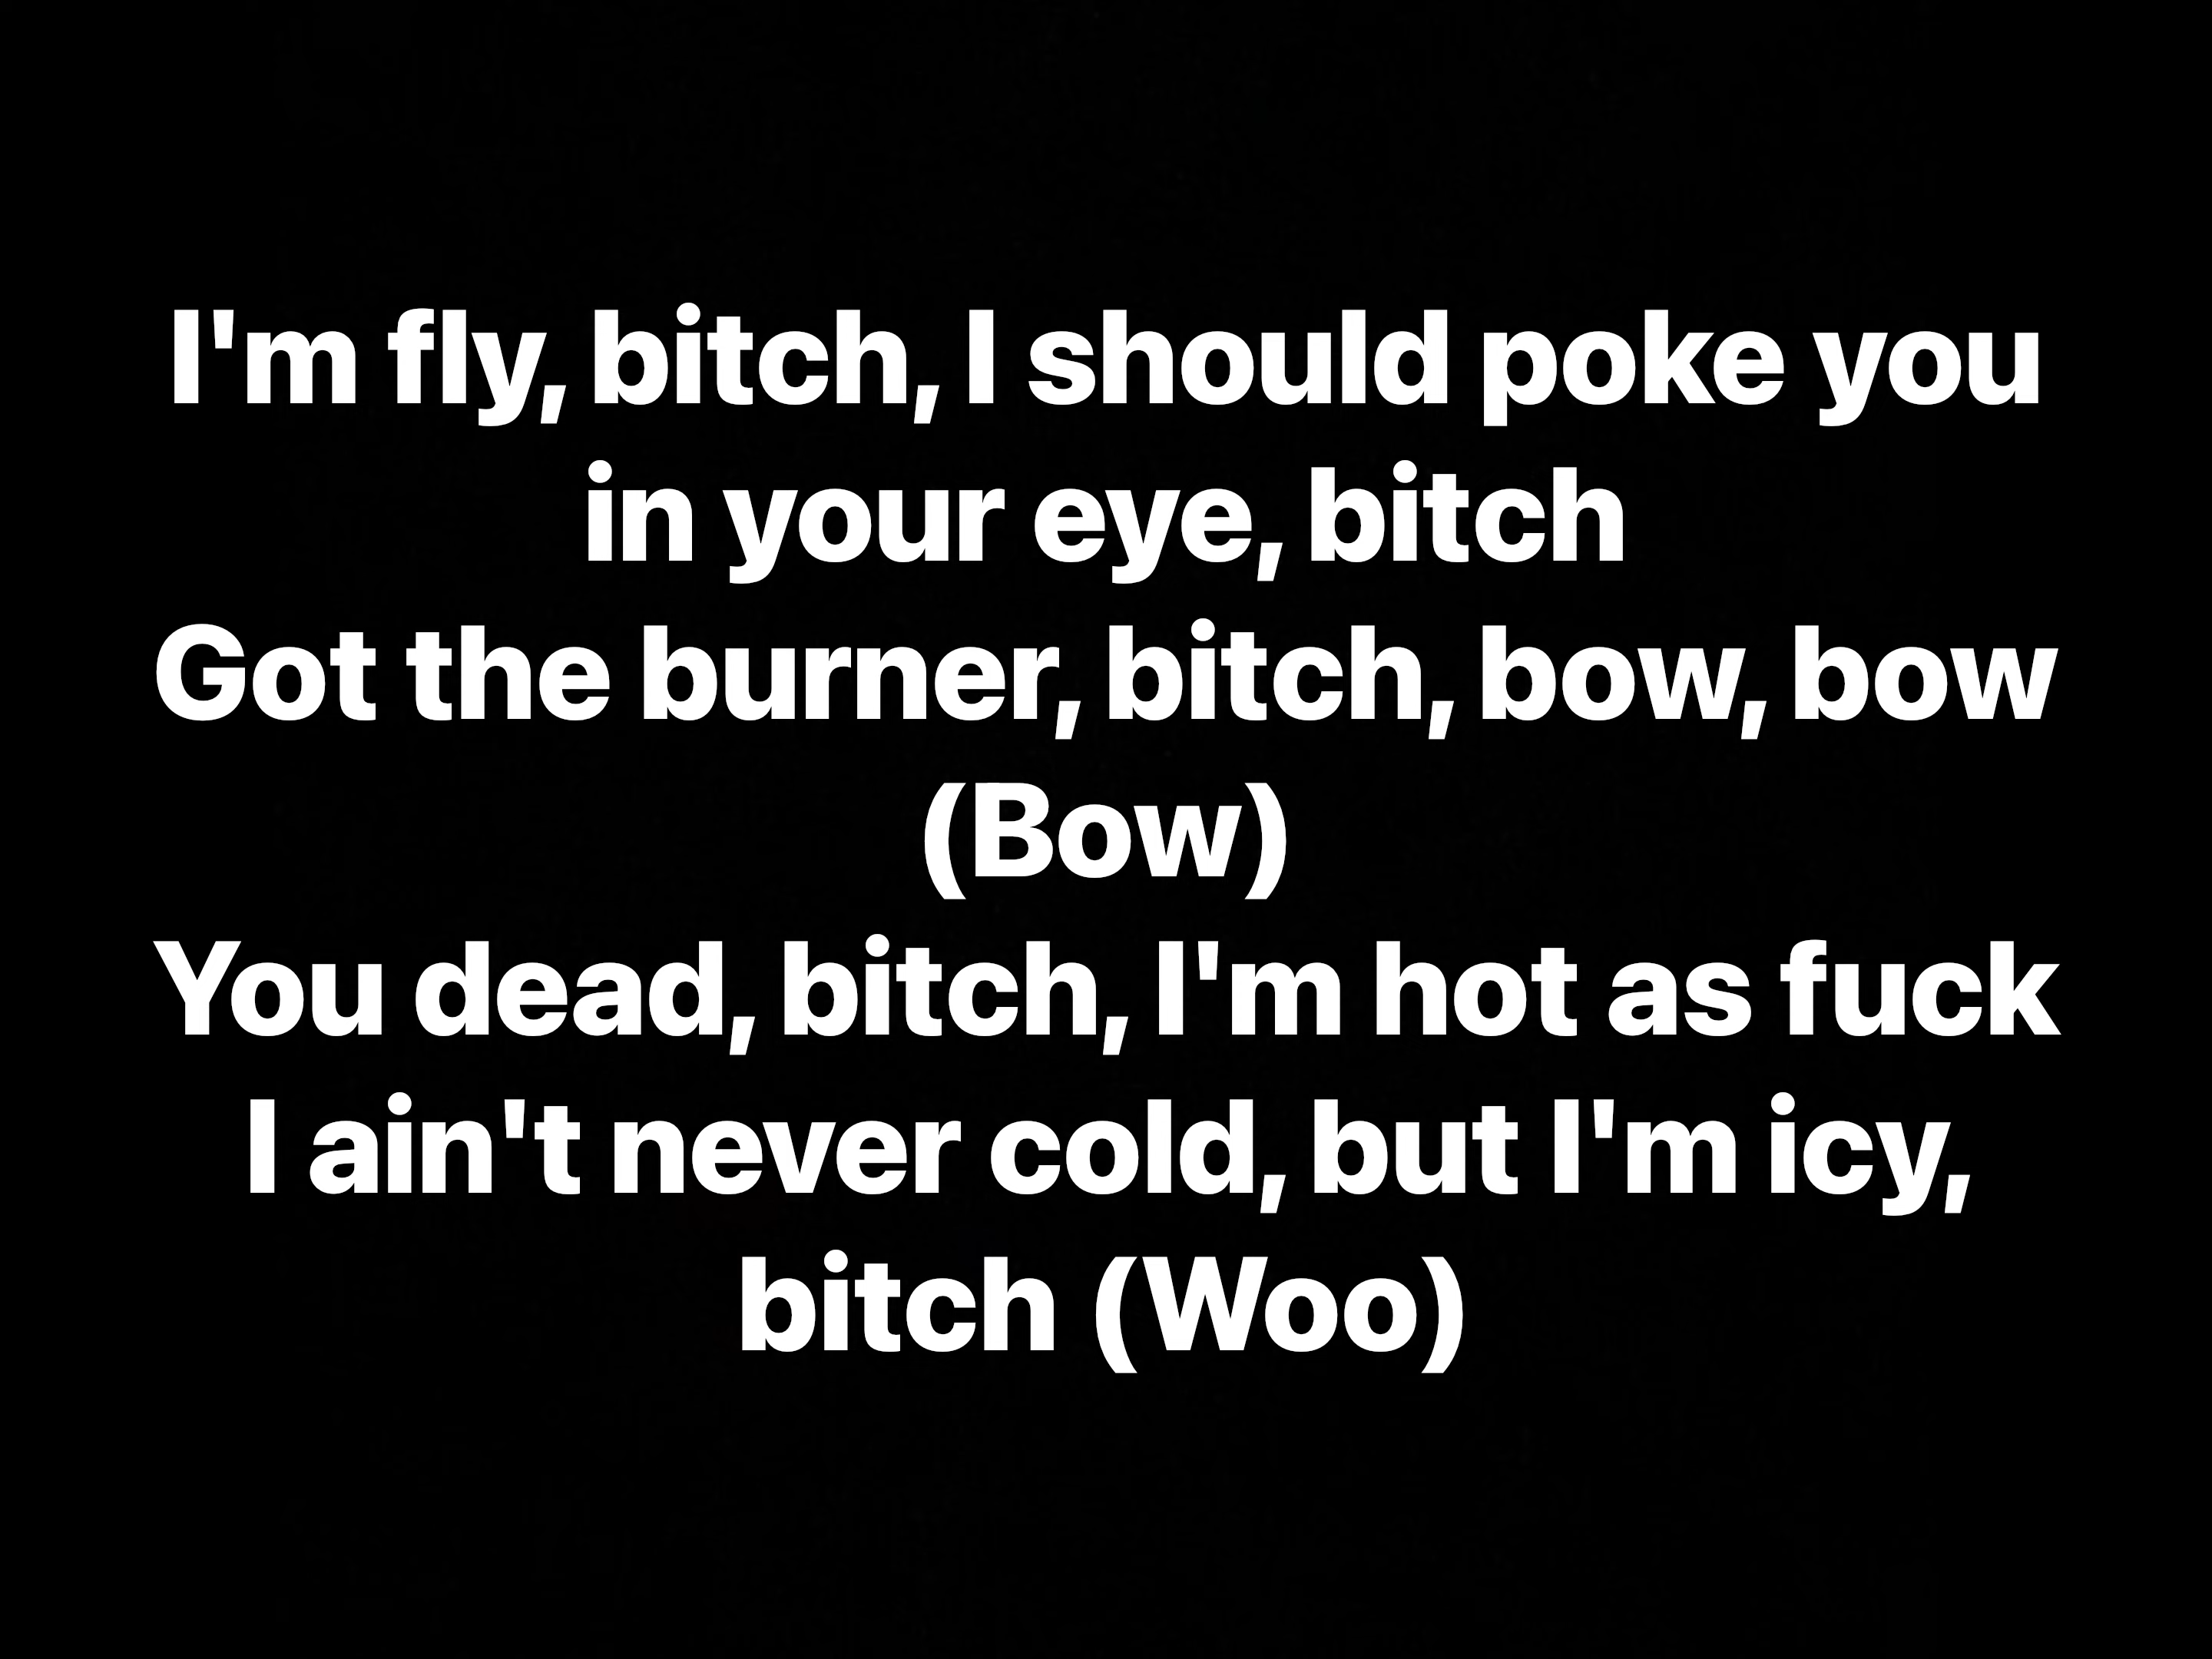 I'm fly, bitch, I should poke you
in your eye, bitch
Got the burner, bitch, bow, bow
(Bow)
You dead, bitch, I'm hot as fuck
I ain't never cold, but I'm icy,
bitch (Woo)